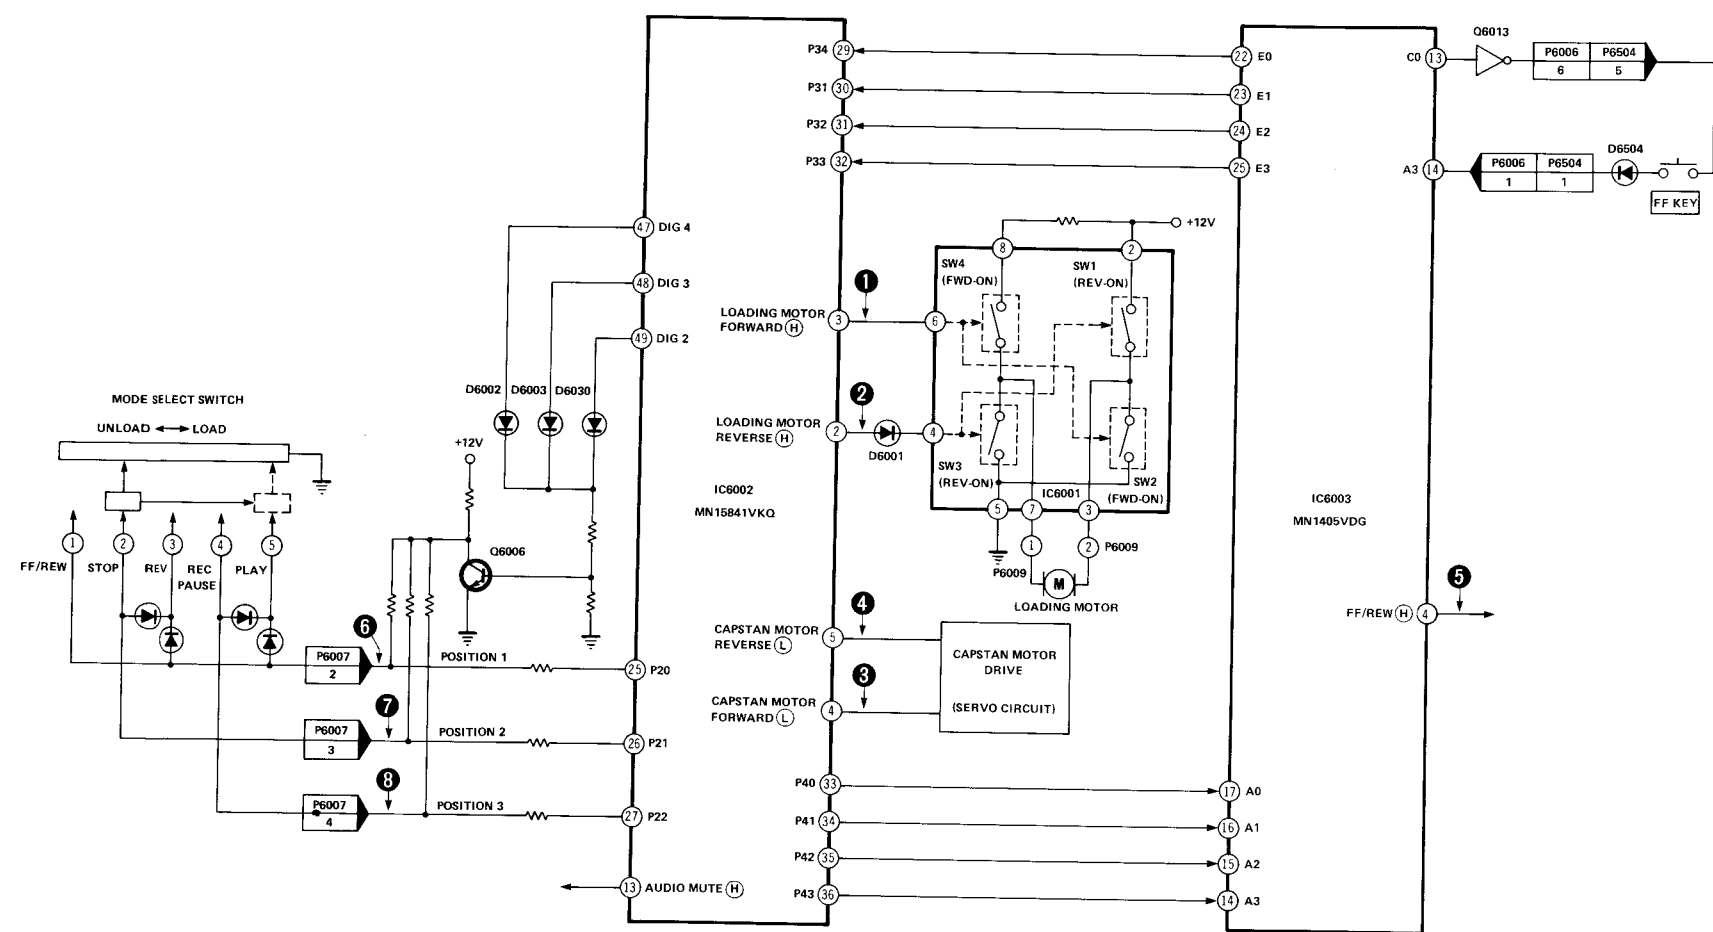 P34 29
22 E0
C0 13
Q6013
P6006 P6504
6 5
P31 30
23 E1
P32 31
24 E2
P33 32
25 E3
A3 14
P6006 P6504
1 1
D6504
FF KEY
47 DIG 4
48 DIG 3
49 DIG 2
+12V
8 2
SW4
(FWD-ON)
SW1
(REV-ON)
1
LOADING MOTOR
FORWARD H
3
6
2
LOADING MOTOR
REVERSE H
2
D6001
4
SW3
(REV-ON)
SW2
(FWD-ON)
IC6001
5 7 3
1 2 P6009
P6009
M
LOADING MOTOR
D6002 D6003 D6030
MODE SELECT SWITCH
UNLOAD LOAD
+12V
IC6002
MN15841VKQ
IC6003
MN1405VDG
Q6006
1 2 3 4 5
FF/REW STOP REV REC
PAUSE
PLAY
5
FF/REW H 4
6
P6007
2
POSITION 1
25 P20
7
P6007
3
POSITION 2
26 P21
8
P6007
4
POSITION 3
27 P22
4
CAPSTAN MOTOR
REVERSE L
5
3
CAPSTAN MOTOR
FORWARD L
4
CAPSTAN MOTOR
DRIVE
(SERVO CIRCUIT)
P40 33
17 A0
P41 34
16 A1
P42 35
15 A2
P43 36
14 A3
13 AUDIO MUTE H